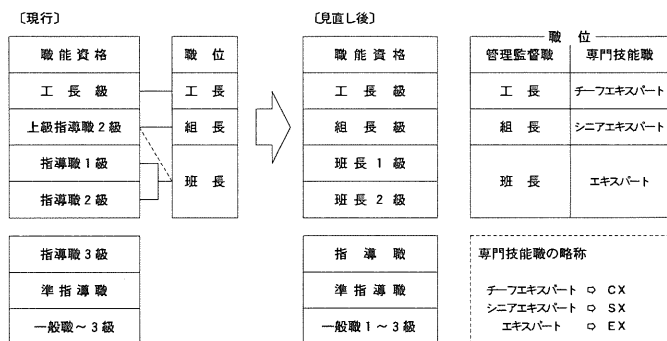 〔現行〕
〔見直し後〕
職能資格
職位
職能資格
職位
管理監督職
専門技能職
工長級
工長
工長級
工長
チーフエキスパート
上級指導職2級
組長
組長級
組長
シニアエキスパート
指導職1級
班長
班長1級
班長
エキスパート
指導職2級
班長2級
指導職3級
指導職
専門技能職の略称
準指導職
準指導職
チーフエキスパート ⇨ CX
シニアエキスパート ⇨ SX
一般職～3級
一般職1～3級
エキスパート ⇨ EX